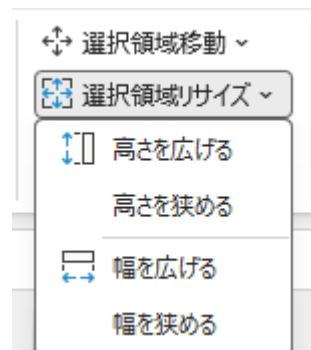 選択領域移動
選択領域リサイズ
高さを広げる
高さを狭める
幅を広げる
幅を狭める